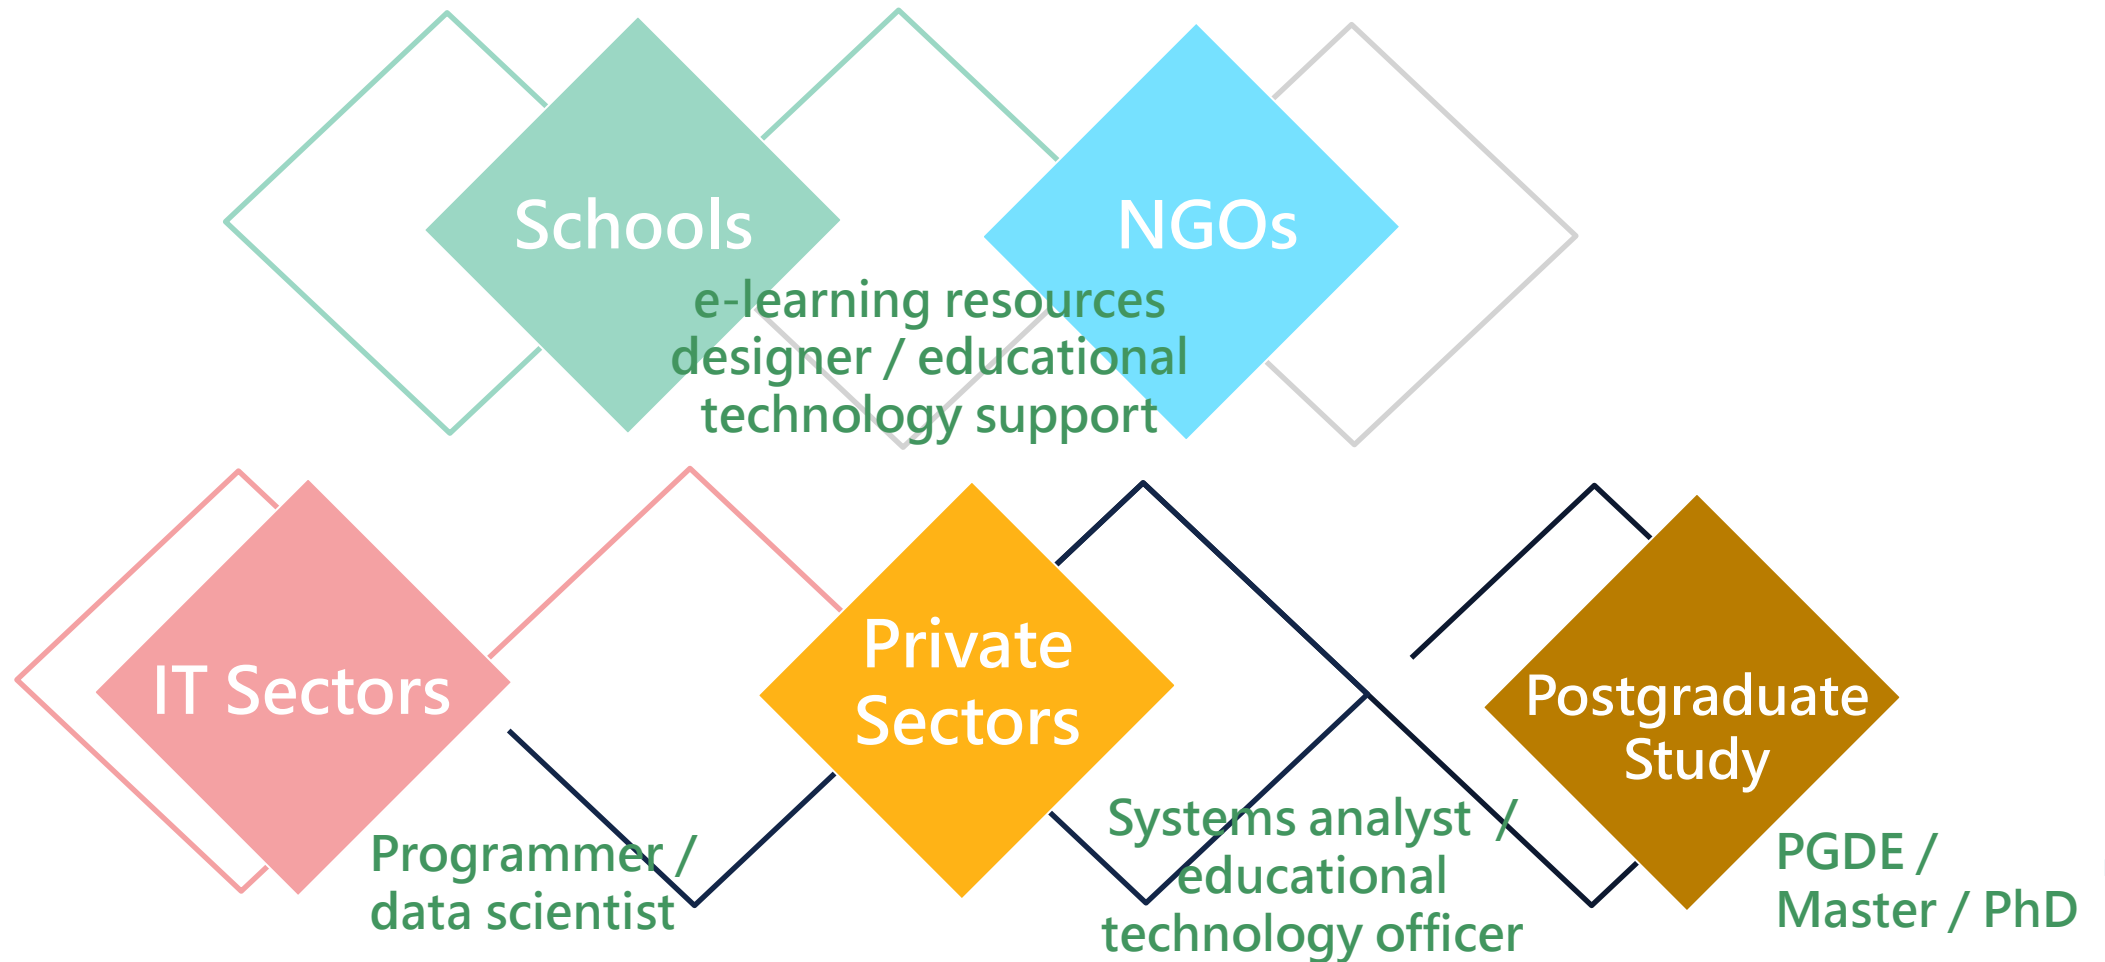 Schools
NGOs
e-learning resources
designer / educational
technology support
IT Sectors
Programmer /
data scientist
Private
Sectors
Systems analyst /
educational
technology officer
Postgraduate
Study
PGDE /
Master / PhD